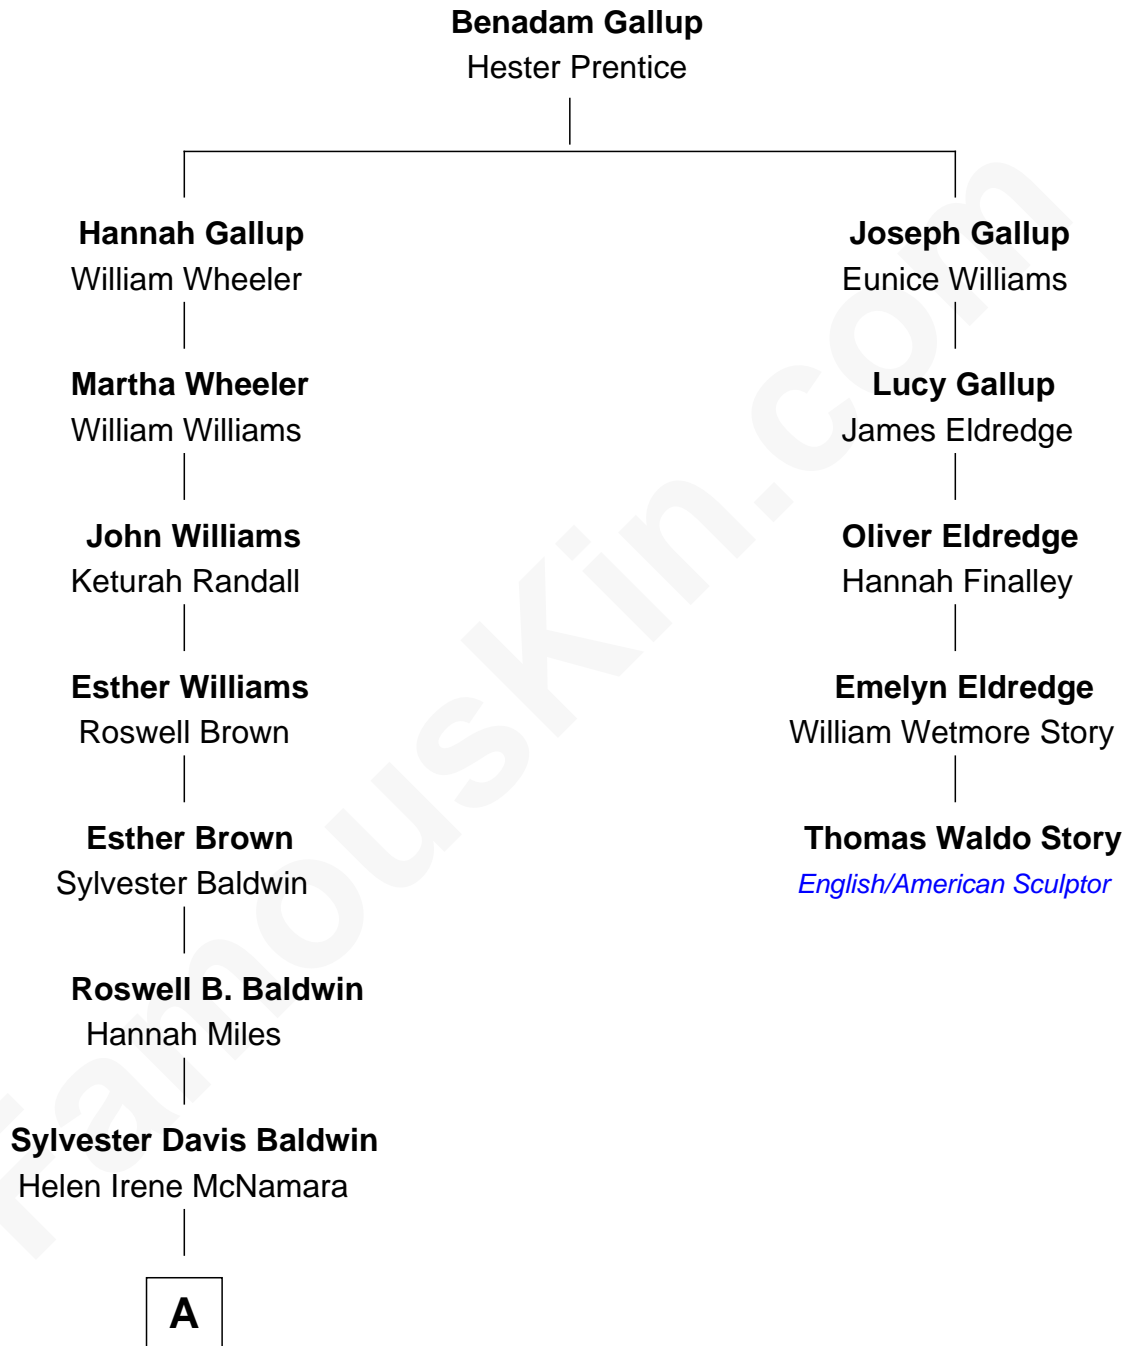 Benadam Gallup
Hester Prentice
Hannah Gallup
William Wheeler
Joseph Gallup
Eunice Williams
Martha Wheeler
William Williams
Lucy Gallup
James Eldredge
John Williams
Keturah Randall
Oliver Eldredge
Hannah Finalley
Esther Williams
Roswell Brown
Emelyn Eldredge
William Wetmore Story
Esther Brown
Sylvester Baldwin
Thomas Waldo Story
English/American Sculptor
Roswell B. Baldwin
Hannah Miles
Sylvester Davis Baldwin
Helen Irene McNamara
A
FamousKin.com